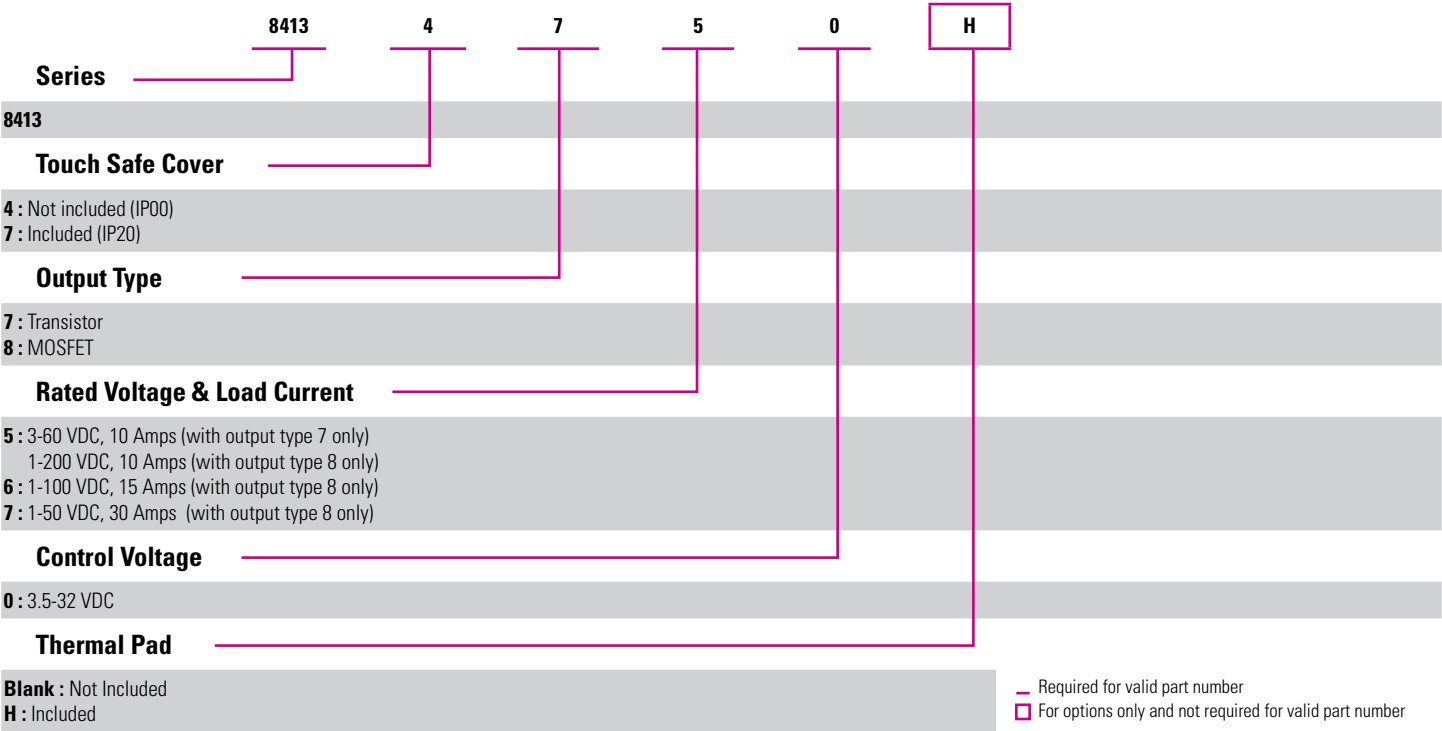 8413 4 7 5 0 H
Series
8413
Touch Safe Cover
4 : Not included (IP00)
7 : Included (IP20)
Output Type
7 : Transistor
8 : MOSFET
Rated Voltage & Load Current
5 : 3-60 VDC, 10 Amps (with output type 7 only)
1-200 VDC, 10 Amps (with output type 8 only)
6 : 1-100 VDC, 15 Amps (with output type 8 only)
7 : 1-50 VDC, 30 Amps (with output type 8 only)
Control Voltage
0 : 3.5-32 VDC
Thermal Pad
Blank : Not Included
H : Included
Required for valid part number
For options only and not required for valid part number